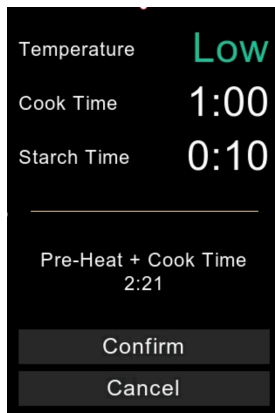 Temperature Low
Cook Time 1:00
Starch Time 0:10
Pre-Heat + Cook Time
2:21
Confirm
Cancel